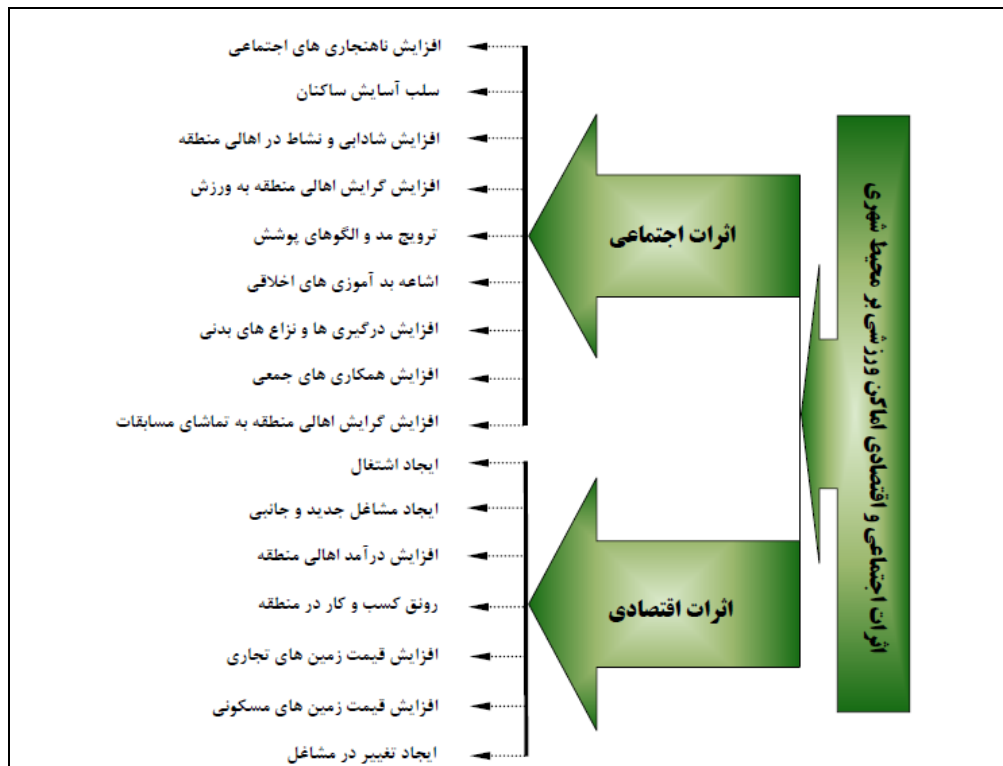 اثرات اجتماعی و اقتصادی اماکن ورزشی بر محیط شهری
اثرات اجتماعی
افزایش ناهنجاری های اجتماعی
سلب آسایش ساکنان
افزایش شادابی و نشاط در اهالی منطقه
افزایش گرایش اهالی منطقه به ورزش
ترویج مد و الگوهای پوشش
اشاعه بد آموزی های اخلاقی
افزایش درگیری ها و نزاع های بدنی
افزایش همکاری های جمعی
افزایش گرایش اهالی منطقه به تماشای مسابقات
اثرات اقتصادی
ایجاد اشتغال
ایجاد مشاغل جدید و جانبی
افزایش درآمد اهالی منطقه
رونق کسب و کار در منطقه
افزایش قیمت زمین های تجاری
افزایش قیمت زمین های مسکونی
ایجاد تغییر در مشاغل